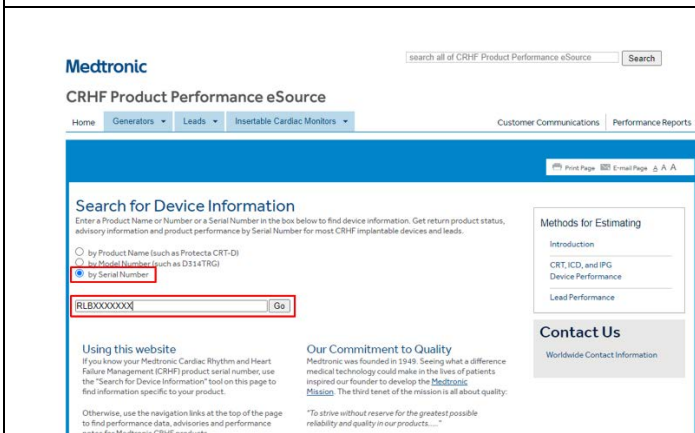 search all of CRHF Product Performance eSource
Search
Medtronic
CRHF Product Performance eSource
Home Generators Leads Insertable Cardiac Monitors Customer Communications Performance Reports
Print Page E-mail Page A A A
Search for Device Information
Enter a Product Name or Number or a Serial Number in the box below to find device information. Get return product status,
advisory information and product performance by Serial Number for most CRHF implantable devices and leads.
by Product Name (such as Protecta CRT-D)
by Model Number (such as D314TRG)
by Serial Number
RLBXXXXXXX
Go
Using this website
If you know your Medtronic Cardiac Rhythm and Heart
Failure Management (CRHF) product serial number, use
the "Search for Device Information" tool on this page to
find information specific to your product.
Otherwise, use the navigation links at the top of the page
to find performance data, advisories and performance
notes for Medtronic CRHF products.
Our Commitment to Quality
Medtronic was founded in 1949. Seeing what a difference
medical technology could make in the lives of patients
inspired our founder to develop the Medtronic
Mission. The third tenet of the mission is all about quality:
"To strive without reserve for the greatest possible
reliability and quality in our products....."
Methods for Estimating
Introduction
CRT, ICD, and IPG
Device Performance
Lead Performance
Contact Us
Worldwide Contact Information